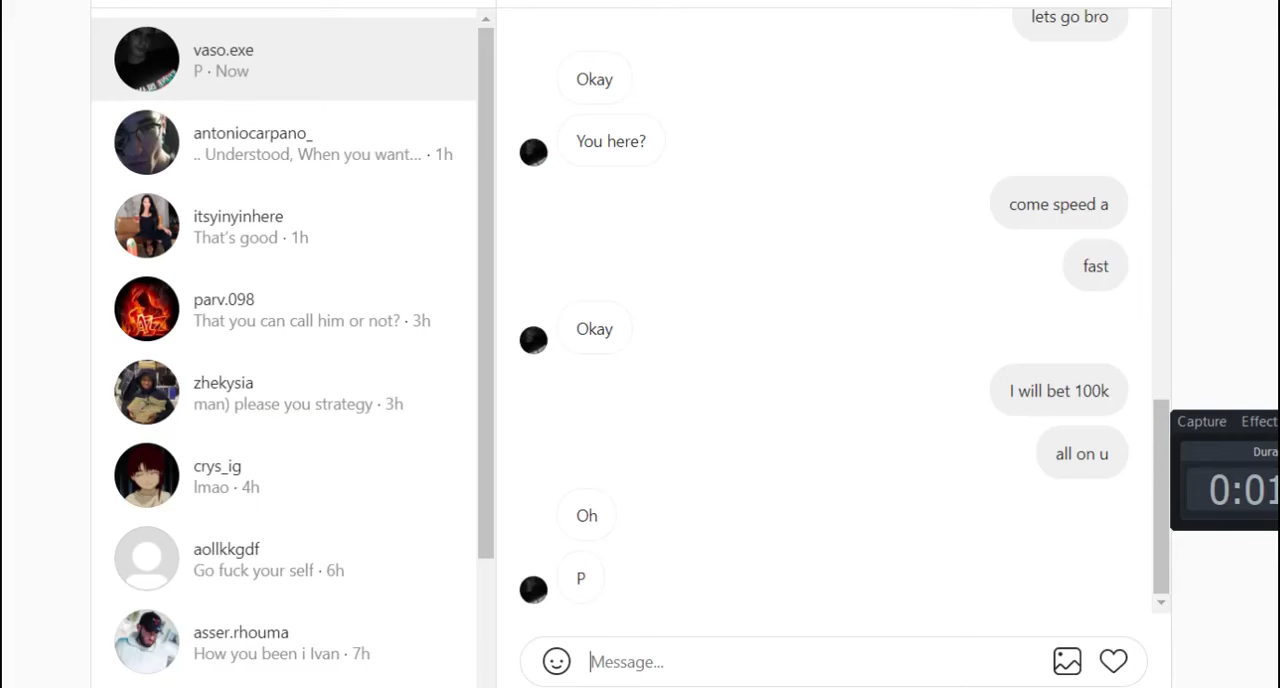 vaso.exe
P · Now
antoniocarpano_
.. Understood, When you want... · 1h
itsyinyinhere
That's good · 1h
parv.098
That you can call him or not? · 3h
zhekysia
man) please you strategy · 3h
crys_ig
lmao · 4h
aollkkgdf
Go fuck your self · 6h
asser.rhouma
How you been i Ivan · 7h
lets go bro
Okay
You here?
come speed a
fast
Okay
I will bet 100k
all on u
Oh
P
Message...
Capture Effect
Dura
0:01